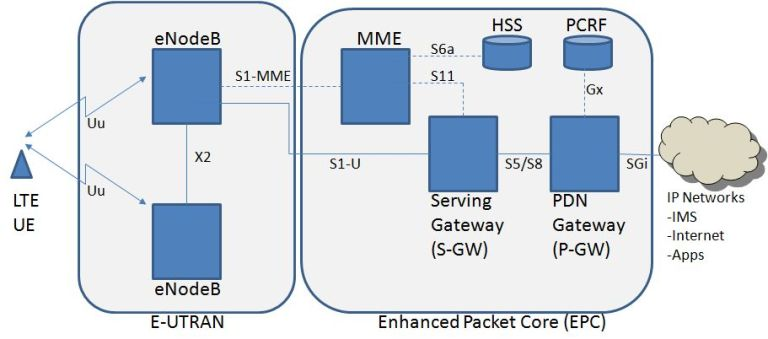 eNodeB
MME
HSS
PCRF
S6a
S1-MME
S11
Gx
Uu
X2
S1-U
S5/S8
SGi
Uu
LTE
UE
Serving
Gateway
(S-GW)
PDN
Gateway
(P-GW)
IP Networks
-IMS
-Internet
-Apps
eNodeB
E-UTRAN
Enhanced Packet Core (EPC)